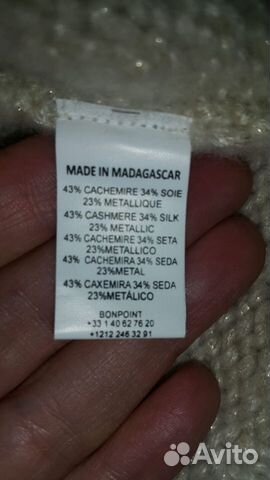 MADE IN MADAGASCAR
43% CACHEMIRE 34% SOIE
23% METALLIQUE
43% CASHMERE 34% SILK
23% METALLIC
43% CACHEMIRE 34% SETA
23%METALLICO
43% CACHEMIRA 34% SEDA
23%METAL
43% CAXEMIRA 34% SEDA
23%METÁLICO
BONPOINT
+33 1 40 62 76 20
+1212 246 32 91
Avito